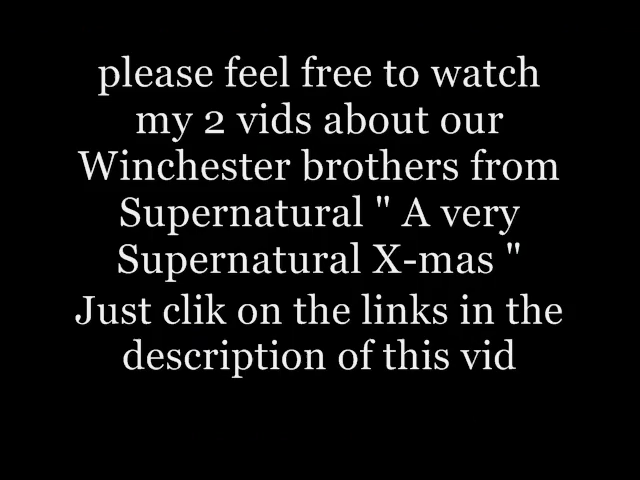 please feel free to watch
my 2 vids about our
Winchester brothers from
Supernatural " A very
Supernatural X-mas "
Just clik on the links in the
description of this vid